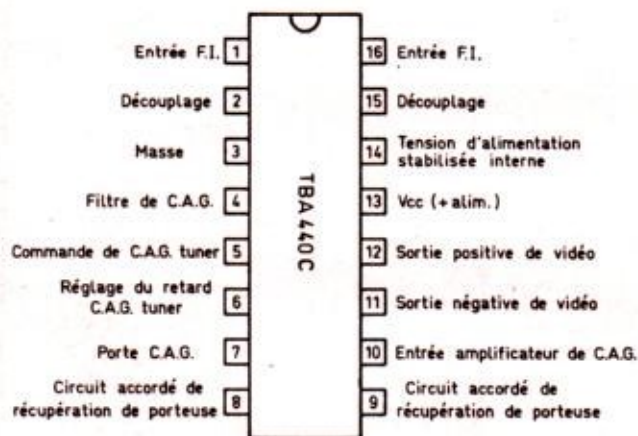 Entrée F.I. 1
16 Entrée F.I.
Découplage 2
15 Découplage
Masse 3
14 Tension d'alimentation
stabilisée interne
Filtre de C.A.G. 4
13 Vcc (+ alim.)
Commande de C.A.G. tuner 5
12 Sortie positive de vidéo
Réglage du retard
C.A.G. tuner 6
11 Sortie négative de vidéo
Porte C.A.G. 7
10 Entrée amplificateur de C.A.G.
Circuit accordé de
récupération de porteuse 8
9 Circuit accordé de
récupération de porteuse
TBA 440 C